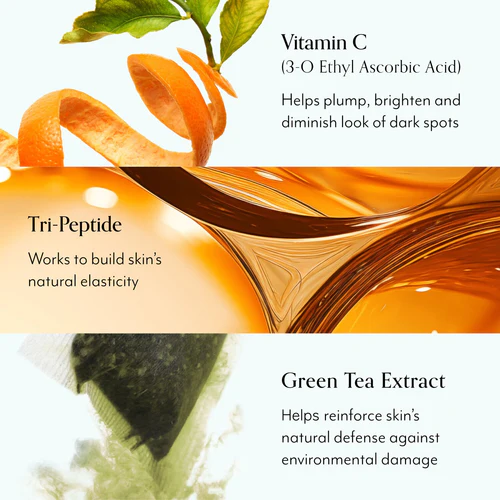 Vitamin C
(3-O Ethyl Ascorbic Acid)
Helps plump, brighten and
diminish look of dark spots
Tri-Peptide
Works to build skin's
natural elasticity
Green Tea Extract
Helps reinforce skin's
natural defense against
environmental damage